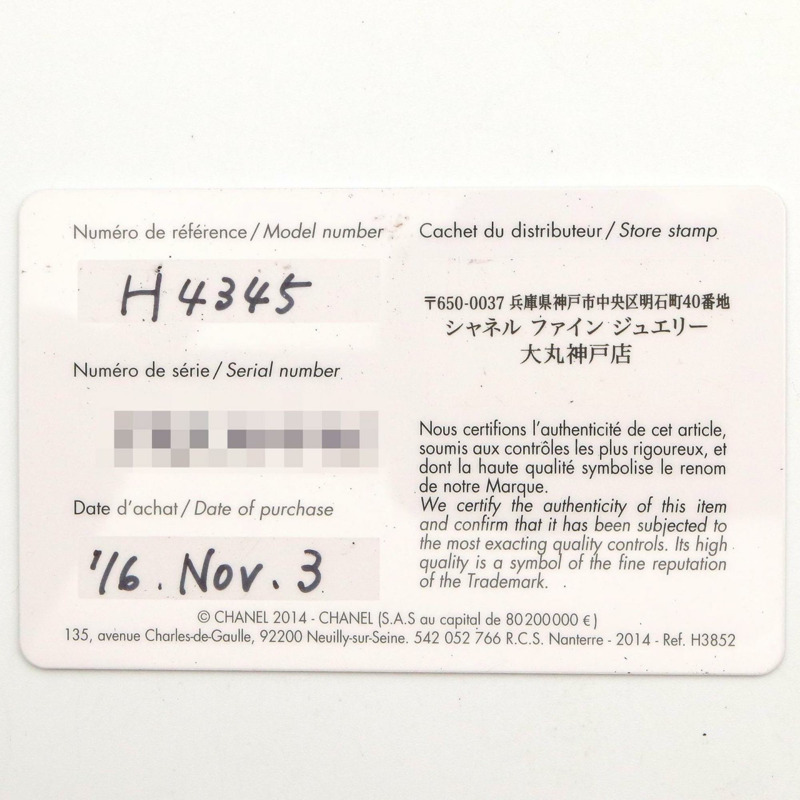 Numéro de référence / Model number
H4345
Numéro de série / Serial number
Date d'achat / Date of purchase
'16. Nov. 3
Cachet du distributeur / Store stamp
〒650-0037 兵庫県神戸市中央区明石町40番地
シャネル ファイン ジュエリー
大丸神戸店
Nous certifions l'authenticité de cet article,
soumis aux contrôles les plus rigoureux, et
dont la haute qualité symbolise le renom
de notre Marque.
We certify the authenticity of this item
and confirm that it has been subjected to
the most exacting quality controls. Its high
quality is a symbol of the fine reputation
of the Trademark.
© CHANEL 2014 - CHANEL (S.A.S au capital de 80200000 €)
135, avenue Charles-de-Gaulle, 92200 Neuilly-sur-Seine. 542 052 766 R.C.S. Nanterre - 2014 - Ref. H3852